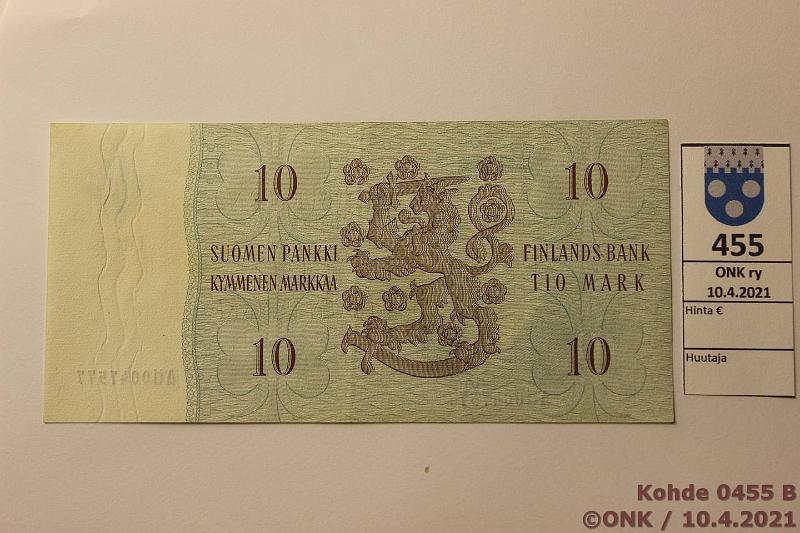 10
10
SUOMEN PANKKI
KYMMENEN MARKKAA
FINLANDS BANK
TIO MARK
10
10
455
ONK ry
10.4.2021
Hinta €
Huutaja
Kohde 0455 B
©ONK / 10.4.2021